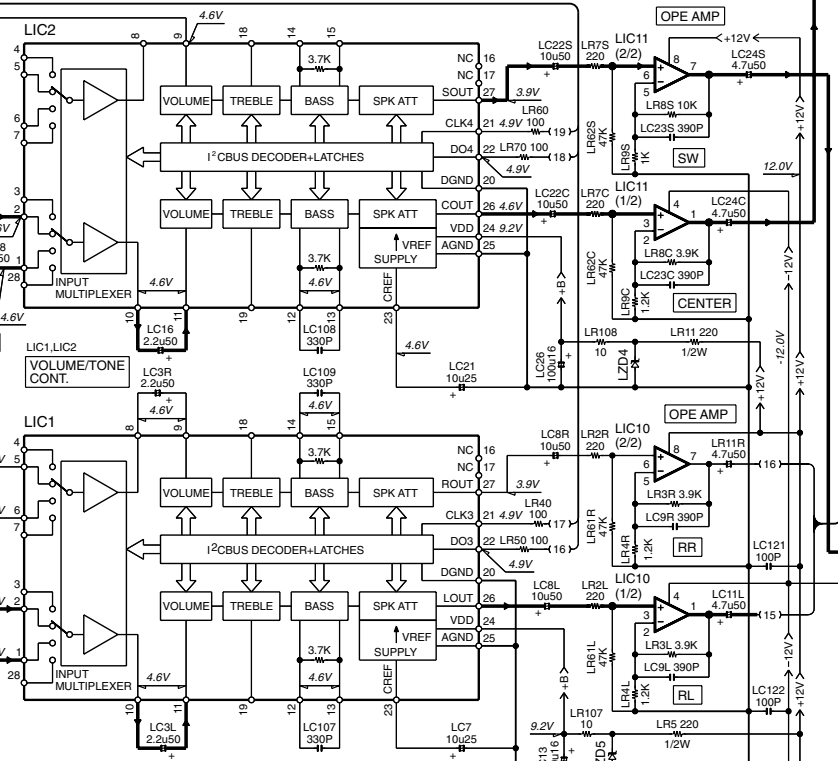 4.6V
OPE AMP
LIC2
8
9
18
14
15
3.7K
NC 16
NC 17
SOUT 27
3.9V
LC22S
10u50
LR7S
220
LIC11
(2/2)
8
+12V
LC24S
4.7u50
+
6
5
7
LR8S 10K
LC23S 390P
LR9S
1K
SW
LR62S
47K
+12V
12.0V
4
5
6
7
VOLUME
TREBLE
BASS
SPK ATT
CLK4 21 4.9V
LR60
100
19
DO4 22 LR70 100
18
4.9V
I²CBUS DECODER+LATCHES
DGND 20
3
2
1
28
VOLUME
TREBLE
BASS
SPK ATT
COUT 26 4.6V
VDD 24 9.2V
AGND 25
VREF
SUPPLY
CREF
23
LC22C
10u50
LR7C
220
LIC11
(1/2)
4
3
2
1
LC24C
4.7u50
LR8C 3.9K
LC23C 390P
LR9C
1.2K
CENTER
LR62C
47K
-12V
+B
3.7K
4.6V
4.6V
INPUT
MULTIPLEXER
4.6V
10
11
19
12
13
LC16
2.2u50
LC108
330P
4.6V
LIC1,LIC2
VOLUME/TONE
CONT.
LC21
10u25
LC26
100u16
LR108
10
LZD4
LR11 220
1/2W
-12.0V
+12V
+12V
LC3R
2.2u50
4.6V
LC109
330P
4.6V
LIC1
8
9
18
14
15
3.7K
NC 16
NC 17
ROUT 27
3.9V
LC8R
10u50
LR2R
220
LIC10
(2/2)
OPE AMP
8
6
5
7
LR11R
4.7u50
16
LR3R 3.9K
LC9R 390P
LR4R
1.2K
RR
LR61R
47K
LC121
100P
4
5
6
7
VOLUME
TREBLE
BASS
SPK ATT
CLK3 21 4.9V
LR40
100
17
DO3 22 LR50 100
16
4.9V
I²CBUS DECODER+LATCHES
DGND 20
3
2
1
28
VOLUME
TREBLE
BASS
SPK ATT
LOUT 26
VDD 24
AGND 25
VREF
SUPPLY
CREF
23
LC8L
10u50
LR2L
220
LIC10
(1/2)
4
3
2
1
LC11L
4.7u50
15
LR3L 3.9K
LC9L 390P
LR4L
1.2K
RL
LR61L
47K
LC122
100P
-12V
+12V
+B
3.7K
4.6V
4.6V
INPUT
MULTIPLEXER
10
11
19
12
13
LC3L
2.2u50
LC107
330P
LC7
10u25
9.2V
LR107
10
LR5 220
1/2W